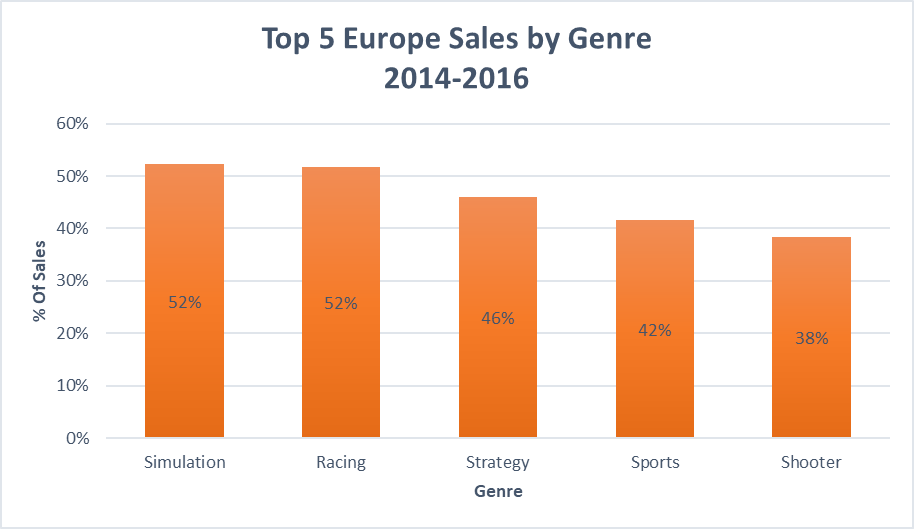 Top 5 Europe Sales by Genre
2014-2016
60%
50%
40%
30%
20%
10%
0%
% Of Sales
52%
52%
46%
42%
38%
Simulation
Racing
Strategy
Sports
Shooter
Genre